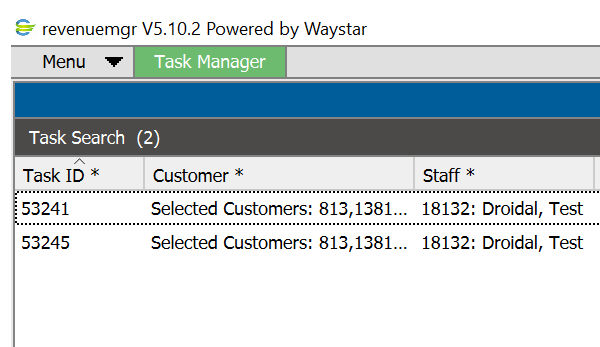 revenuemgr V5.10.2 Powered by Waystar
Menu Task Manager
Task Search (2)
Task ID * Customer * Staff *
53241 Selected Customers: 813,1381... 18132: Droidal, Test
53245 Selected Customers: 813,1381... 18132: Droidal, Test